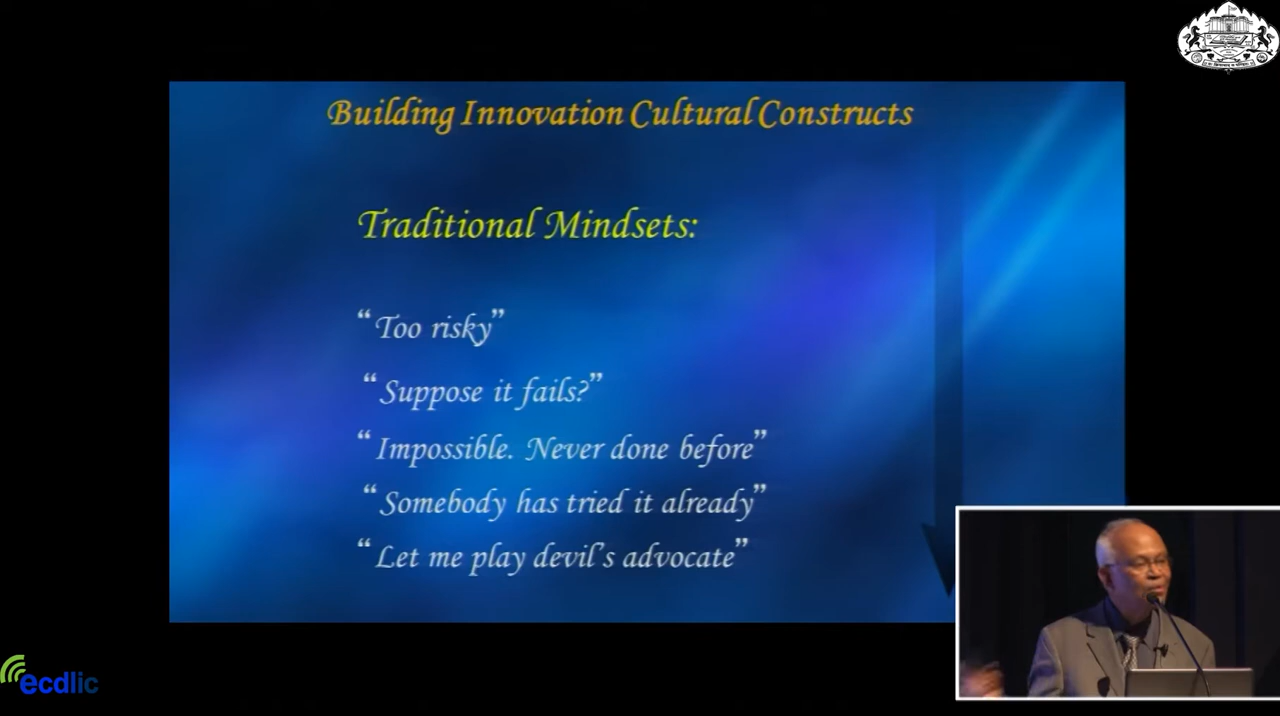 Building Innovation Cultural Constructs
Traditional Mindsets:
“Too risky”
“Suppose it fails?”
“Impossible. Never done before”
“Somebody has tried it already”
“Let me play devil’s advocate”
ecdlic